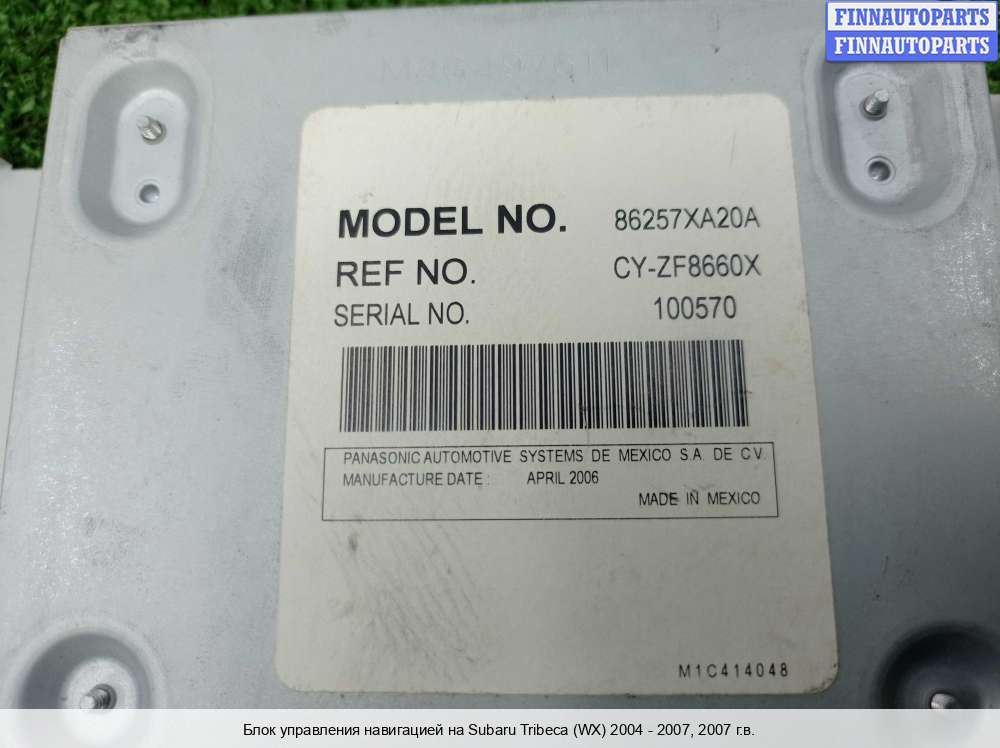 FINNAUTOPARTS
FINNAUTOPARTS
MODEL NO. 86257XA20A
REF NO. CY-ZF8660X
SERIAL NO. 100570
PANASONIC AUTOMOTIVE SYSTEMS DE MEXICO S.A. DE C.V.
MANUFACTURE DATE : APRIL 2006
MADE IN MEXICO
M1C414048
Блок управления навигацией на Subaru Tribeca (WX) 2004 - 2007, 2007 г.в.